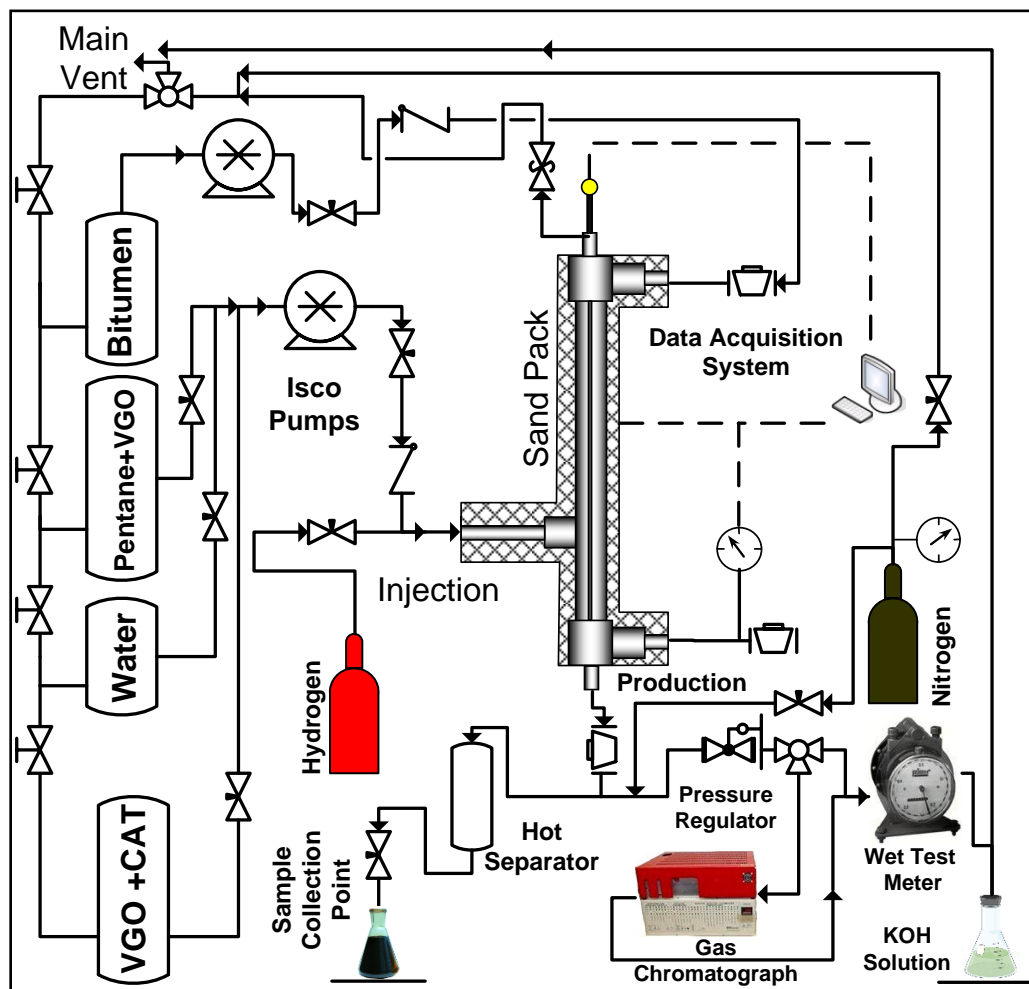 Main
Vent
Bitumen
Pentane+VGO
Water
VGO +CAT
Isco
Pumps
Sand Pack
Data Acquisition
System
Injection
Hydrogen
Production
Nitrogen
Pressure
Regulator
Hot
Separator
Sample
Collection
Point
Gas
Chromatograph
Wet Test
Meter
KOH
Solution